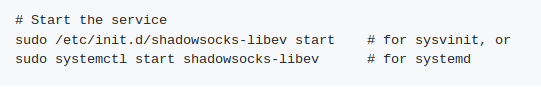 # Start the service
sudo /etc/init.d/shadowsocks-libev start    # for sysvinit, or
sudo systemctl start shadowsocks-libev      # for systemd